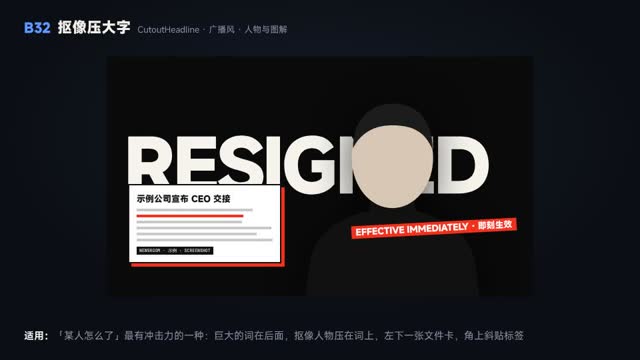 B32 抠像压大字 CutoutHeadline · 广播风 · 人物与图解
RESIGNED
示例公司宣布 CEO 交接
NEWSROOM · 示例 · SCREENSHOT
EFFECTIVE IMMEDIATELY · 即刻生效
适用：「某人怎么了」最有冲击力的一种：巨大的词在后面，抠像人物压在词上，左下一张文件卡，角上斜贴标签